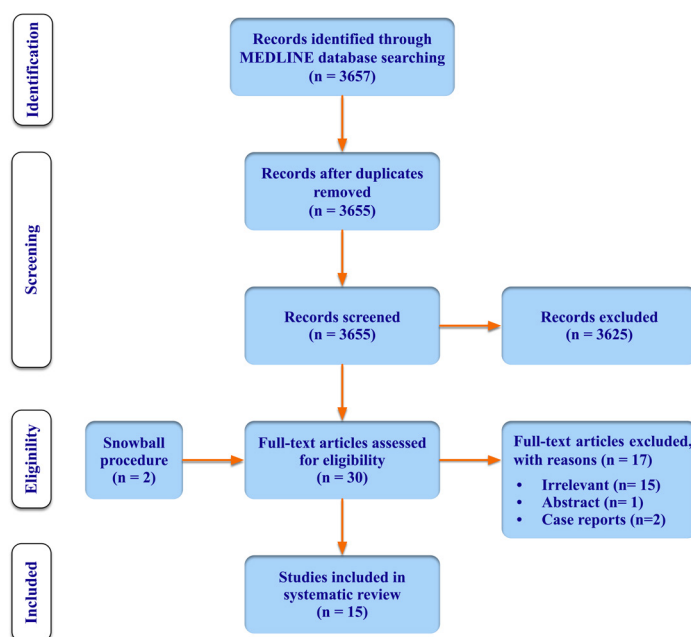 Identification
Records identified through
MEDLINE database searching
(n = 3657)
Screening
Records after duplicates
removed
(n = 3655)
Records screened
(n = 3655)
Records excluded
(n = 3625)
Eliginility
Snowball
procedure
(n = 2)
Full-text articles assessed
for eligibility
(n = 30)
Full-text articles excluded,
with reasons (n = 17)
• Irrelevant (n= 15)
• Abstract (n= 1)
• Case reports (n=2)
Included
Studies included in
systematic review
(n = 15)